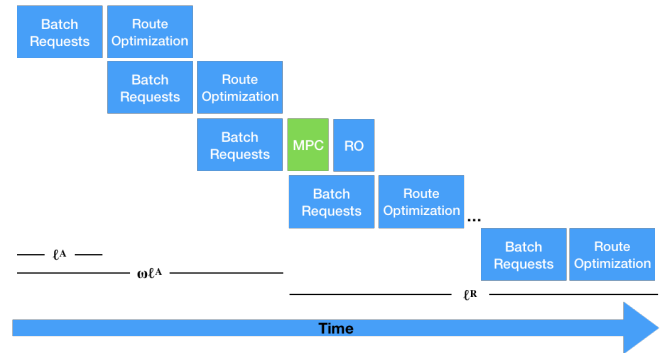 Batch
Requests
Route
Optimization
Batch
Requests
Route
Optimization
Batch
Requests
MPC
RO
Batch
Requests
Route
Optimization
...
Batch
Requests
Route
Optimization
ℓᴬ
ωℓᴬ
ℓᴿ
Time